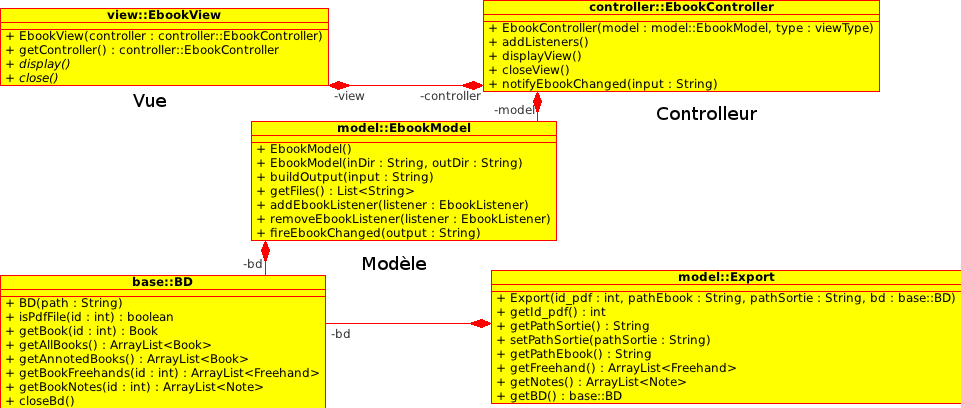 view::EbookView
+ EbookView(controller : controller::EbookController)
+ getController() : controller::EbookController
+ display()
+ close()
controller::EbookController
+ EbookController(model : model::EbookModel, type : viewType)
+ addListeners()
+ displayView()
+ closeView()
+ notifyEbookChanged(input : String)
-view
-controller
Vue
-model
Controlleur
model::EbookModel
+ EbookModel()
+ EbookModel(inDir : String, outDir : String)
+ buildOutput(input : String)
+ getFiles() : List<String>
+ addEbookListener(listener : EbookListener)
+ removeEbookListener(listener : EbookListener)
+ fireEbookChanged(output : String)
-bd
Modèle
base::BD
+ BD(path : String)
+ isPdfFile(id : int) : boolean
+ getBook(id : int) : Book
+ getAllBooks() : ArrayList<Book>
+ getAnnotedBooks() : ArrayList<Book>
+ getBookFreehands(id : int) : ArrayList<Freehand>
+ getBookNotes(id : int) : ArrayList<Note>
+ closeBd()
-bd
model::Export
+ Export(id_pdf : int, pathEbook : String, pathSortie : String, bd : base::BD)
+ getId_pdf() : int
+ getPathSortie() : String
+ setPathSortie(pathSortie : String)
+ getPathEbook() : String
+ getFreehand() : ArrayList<Freehand>
+ getNotes() : ArrayList<Note>
+ getBD() : base::BD